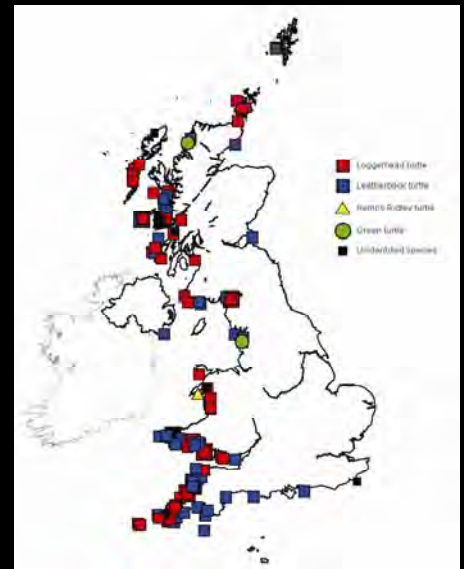 Loggerhead turtle
Leatherback turtle
Kemp's Ridley turtle
Green turtle
Unidentified species